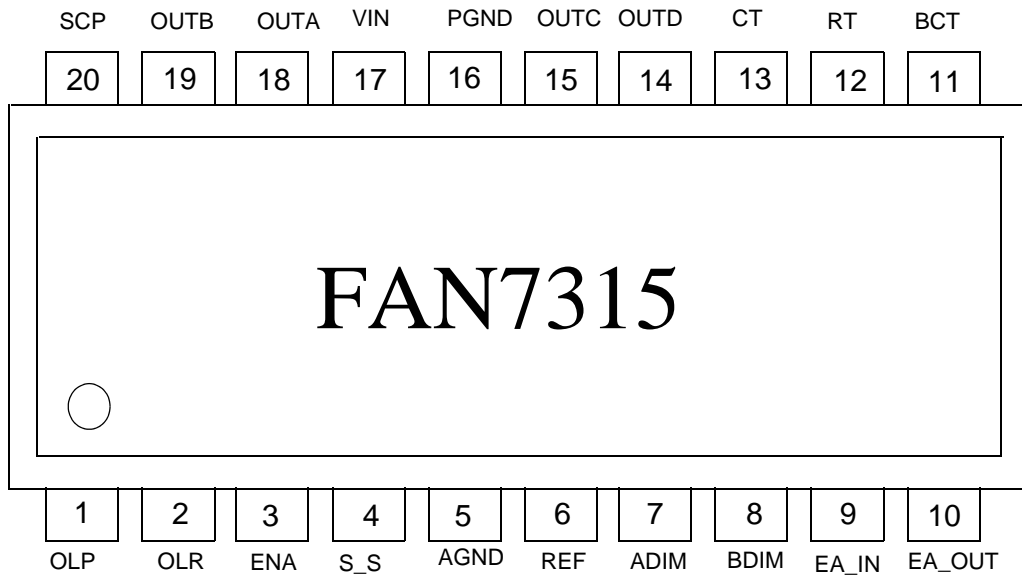 SCP OUTB OUTA VIN PGND OUTC OUTD CT RT BCT
20 19 18 17 16 15 14 13 12 11
FAN7315
1 2 3 4 5 6 7 8 9 10
OLP OLR ENA S_S AGND REF ADIM BDIM EA_IN EA_OUT